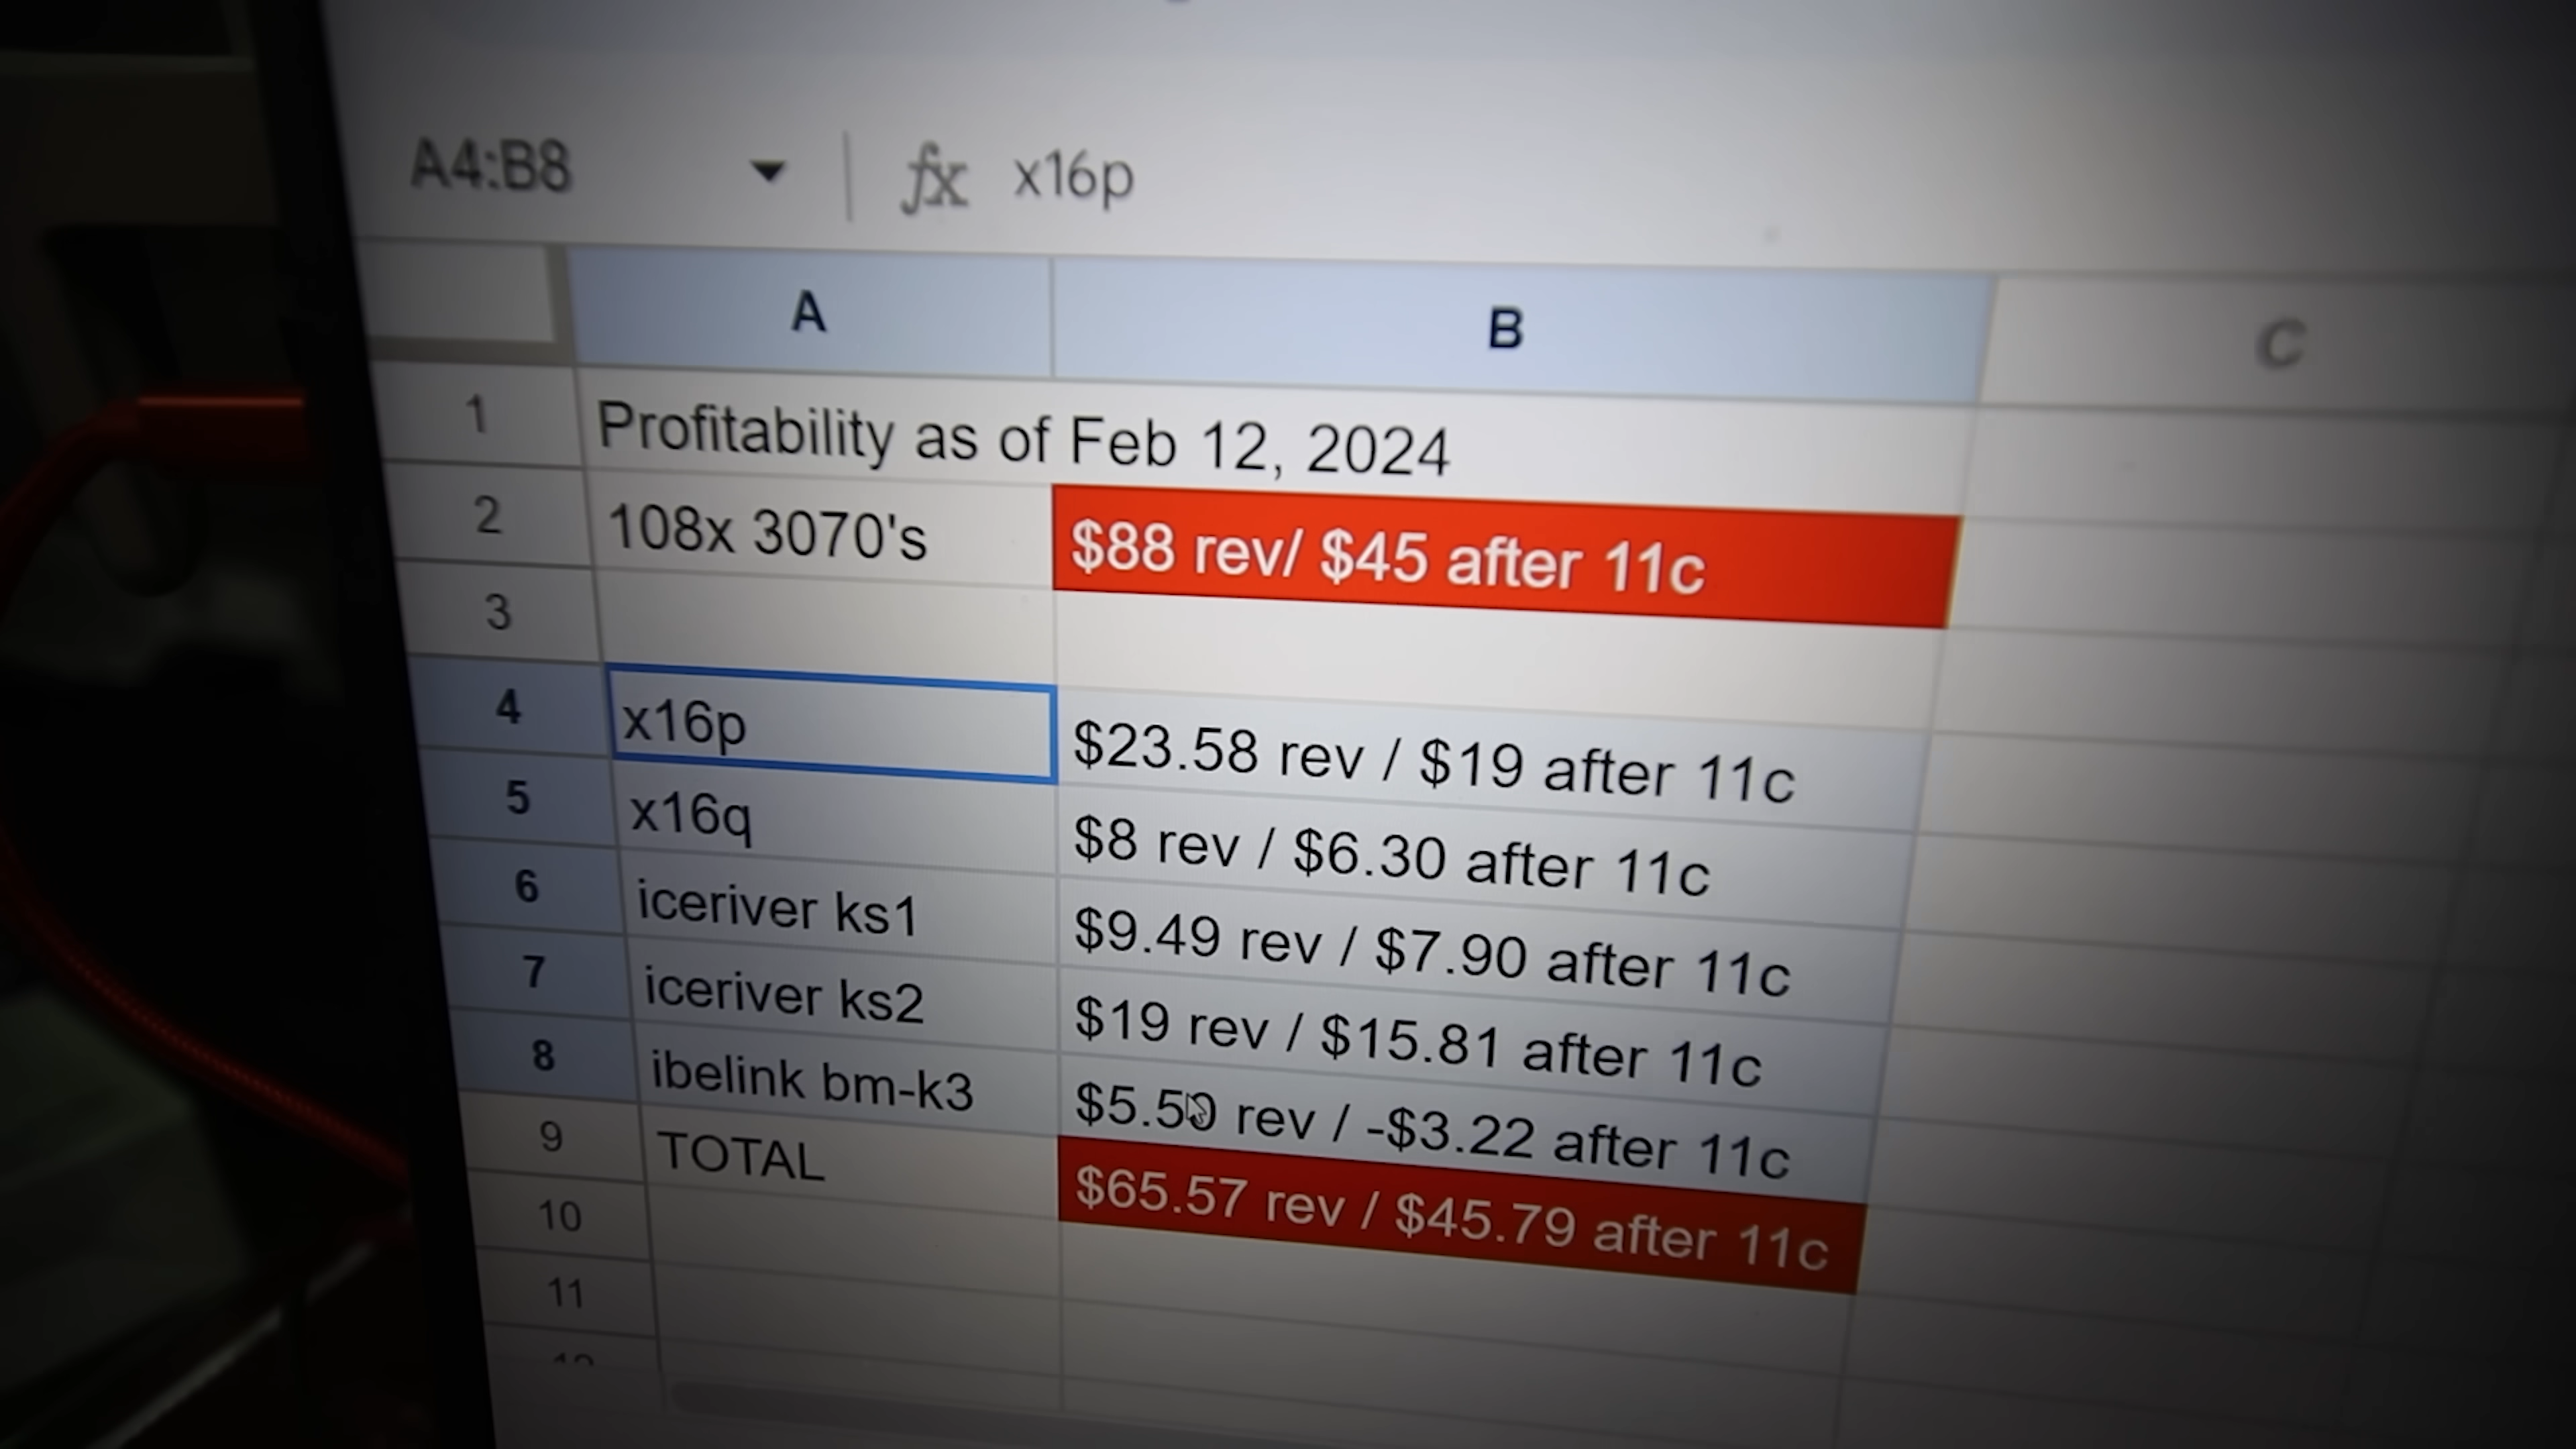 A4:B8 fx x16p
A B C
1 Profitability as of Feb 12, 2024
2 108x 3070's $88 rev/ $45 after 11c
3
4 x16p $23.58 rev / $19 after 11c
5 x16q $8 rev / $6.30 after 11c
6 iceriver ks1 $9.49 rev / $7.90 after 11c
7 iceriver ks2 $19 rev / $15.81 after 11c
8 ibelink bm-k3 $5.50 rev / -$3.22 after 11c
9 TOTAL $65.57 rev / $45.79 after 11c
10
11